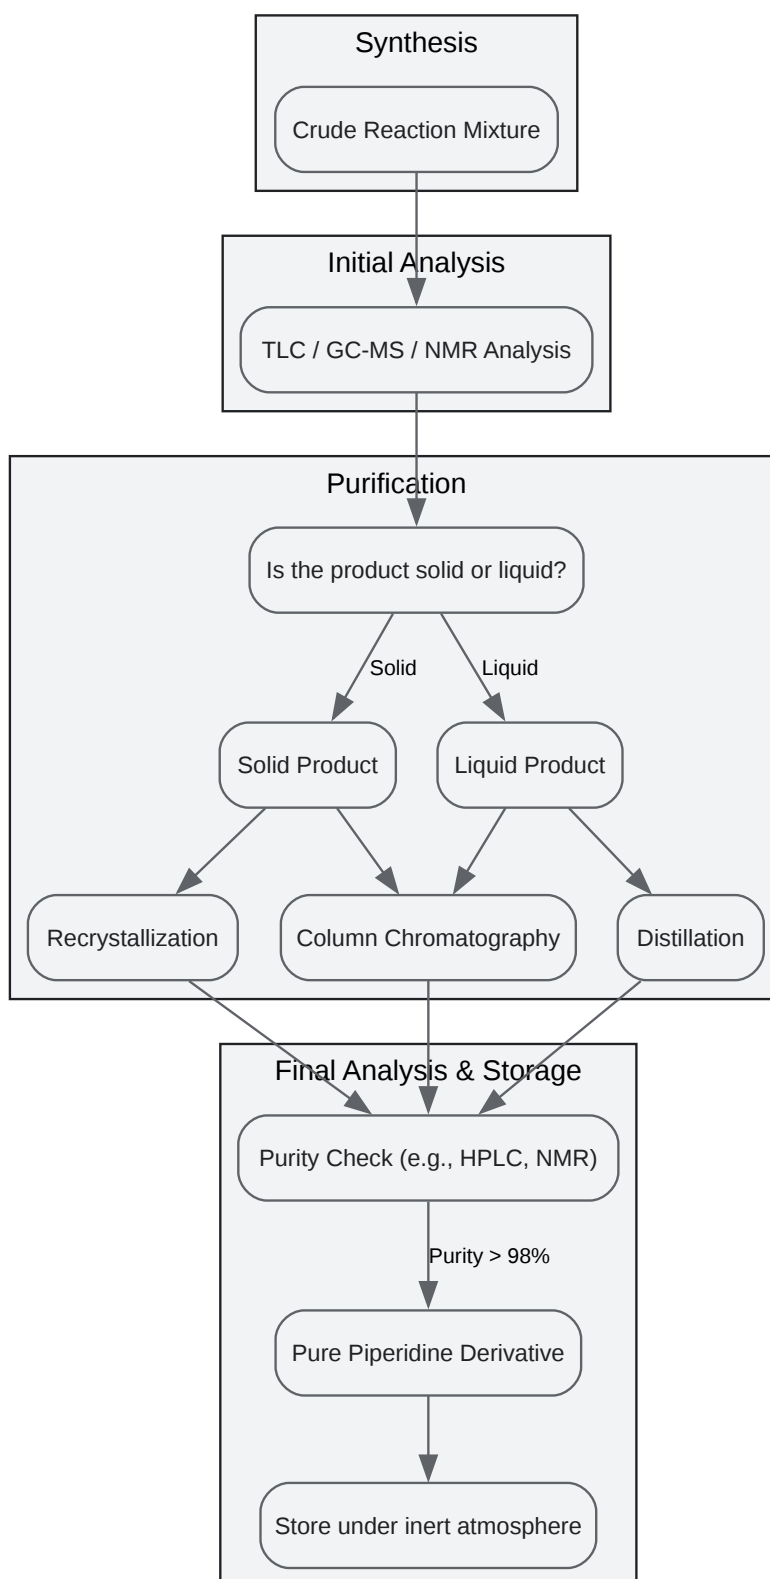 Synthesis
Crude Reaction Mixture
Initial Analysis
TLC / GC-MS / NMR Analysis
Purification
Is the product solid or liquid?
Solid
Liquid
Solid Product
Liquid Product
Recrystallization
Column Chromatography
Distillation
Final Analysis & Storage
Purity Check (e.g., HPLC, NMR)
Purity > 98%
Pure Piperidine Derivative
Store under inert atmosphere